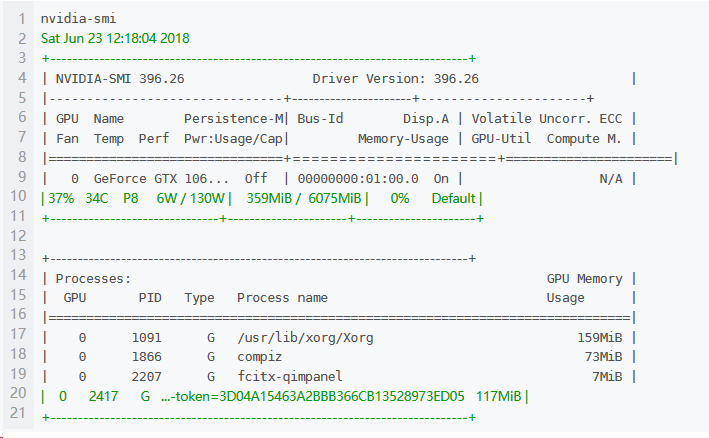 1 nvidia-smi
2 Sat Jun 23 12:18:04 2018
3 +-----------------------------------------------------------------------------+
4 | NVIDIA-SMI 396.26                 Driver Version: 396.26                    |
5 |-------------------------------+----------------------+----------------------+
6 | GPU  Name        Persistence-M| Bus-Id        Disp.A | Volatile Uncorr. ECC |
7 | Fan  Temp  Perf  Pwr:Usage/Cap|         Memory-Usage | GPU-Util  Compute M. |
8 |===============================+======================+======================|
9 |   0  GeForce GTX 106...  Off  | 00000000:01:00.0  On |                  N/A |
10 | 37%   34C    P8     6W / 130W |    359MiB /  6075MiB |      0%      Default |
11 +-------------------------------+----------------------+----------------------+
12
13 +-----------------------------------------------------------------------------+
14 | Processes:                                                       GPU Memory |
15 |  GPU       PID   Type   Process name                             Usage      |
16 |=============================================================================|
17 |    0      1091      G   /usr/lib/xorg/Xorg                           159MiB |
18 |    0      1866      G   compiz                                        73MiB |
19 |    0      2207      G   fcitx-qimpanel                                 7MiB |
20 |    0      2417      G   ...-token=3D04A15463A2BBB366CB13528973ED05   117MiB |
21 +-----------------------------------------------------------------------------+